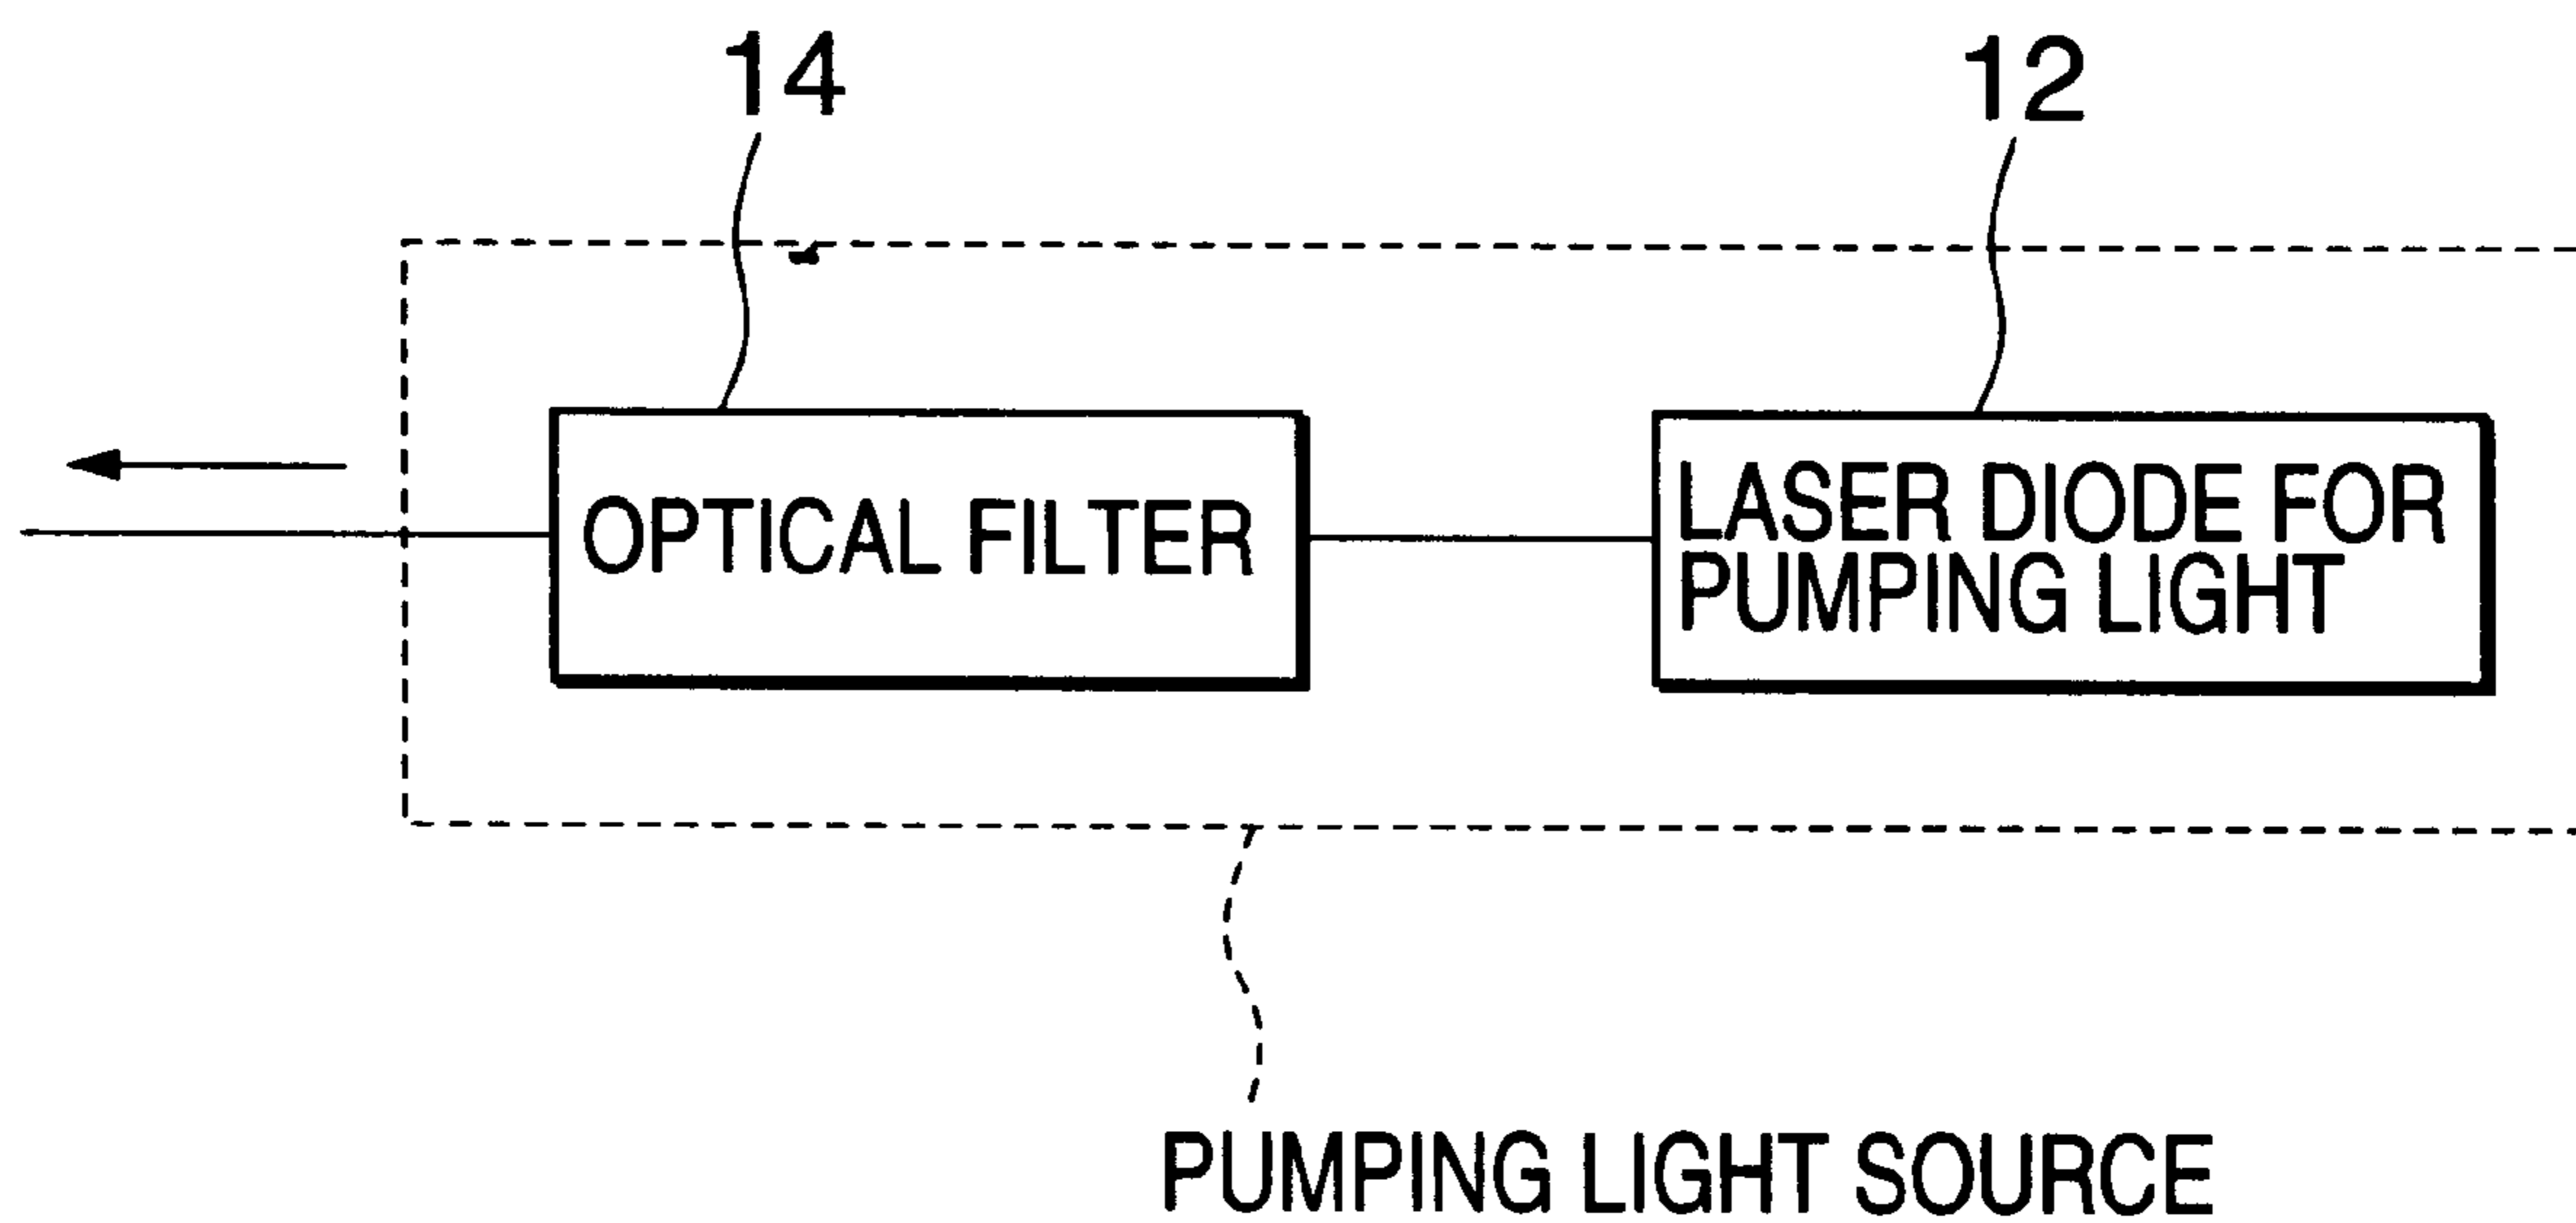 14
12
OPTICAL FILTER
LASER DIODE FOR
PUMPING LIGHT
PUMPING LIGHT SOURCE